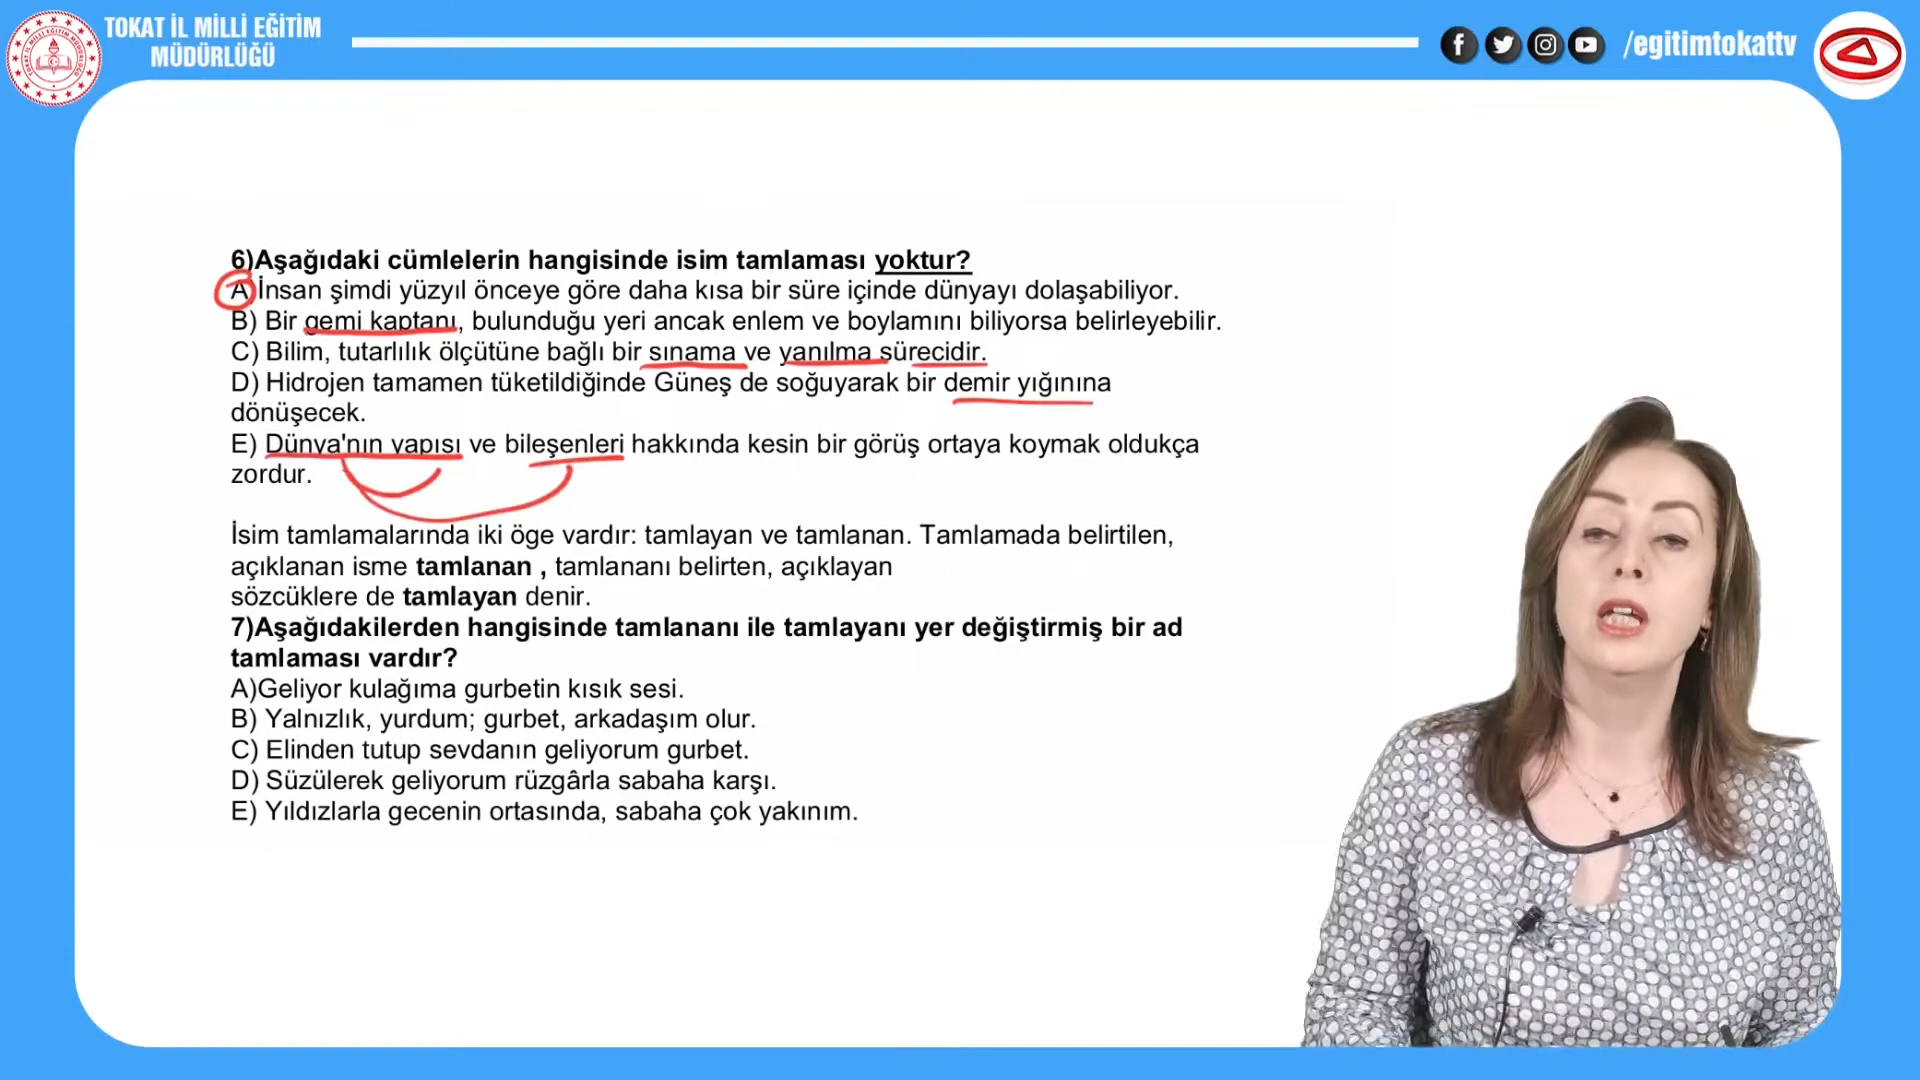 TOKAT İL MİLLİ EĞİTİM
MÜDÜRLÜĞÜ
/egitimtokattv
6)Aşağıdaki cümlelerin hangisinde isim tamlaması yoktur?
A İnsan şimdi yüzyıl önceye göre daha kısa bir süre içinde dünyayı dolaşabiliyor.
B) Bir gemi kaptanı, bulunduğu yeri ancak enlem ve boylamını biliyorsa belirleyebilir.
C) Bilim, tutarlılık ölçütüne bağlı bir sınama ve yanılma sürecidir.
D) Hidrojen tamamen tüketildiğinde Güneş de soğuyarak bir demir yığınına
dönüşecek.
E) Dünya'nın yapısı ve bileşenleri hakkında kesin bir görüş ortaya koymak oldukça
zordur.
İsim tamlamalarında iki öge vardır: tamlayan ve tamlanan. Tamlamada belirtilen,
açıklanan isme tamlanan , tamlananı belirten, açıklayan
sözcüklere de tamlayan denir.
7)Aşağıdakilerden hangisinde tamlananı ile tamlayanı yer değiştirmiş bir ad
tamlaması vardır?
A)Geliyor kulağıma gurbetin kısık sesi.
B) Yalnızlık, yurdum; gurbet, arkadaşım olur.
C) Elinden tutup sevdanın geliyorum gurbet.
D) Süzülerek geliyorum rüzgârla sabaha karşı.
E) Yıldızlarla gecenin ortasında, sabaha çok yakınım.